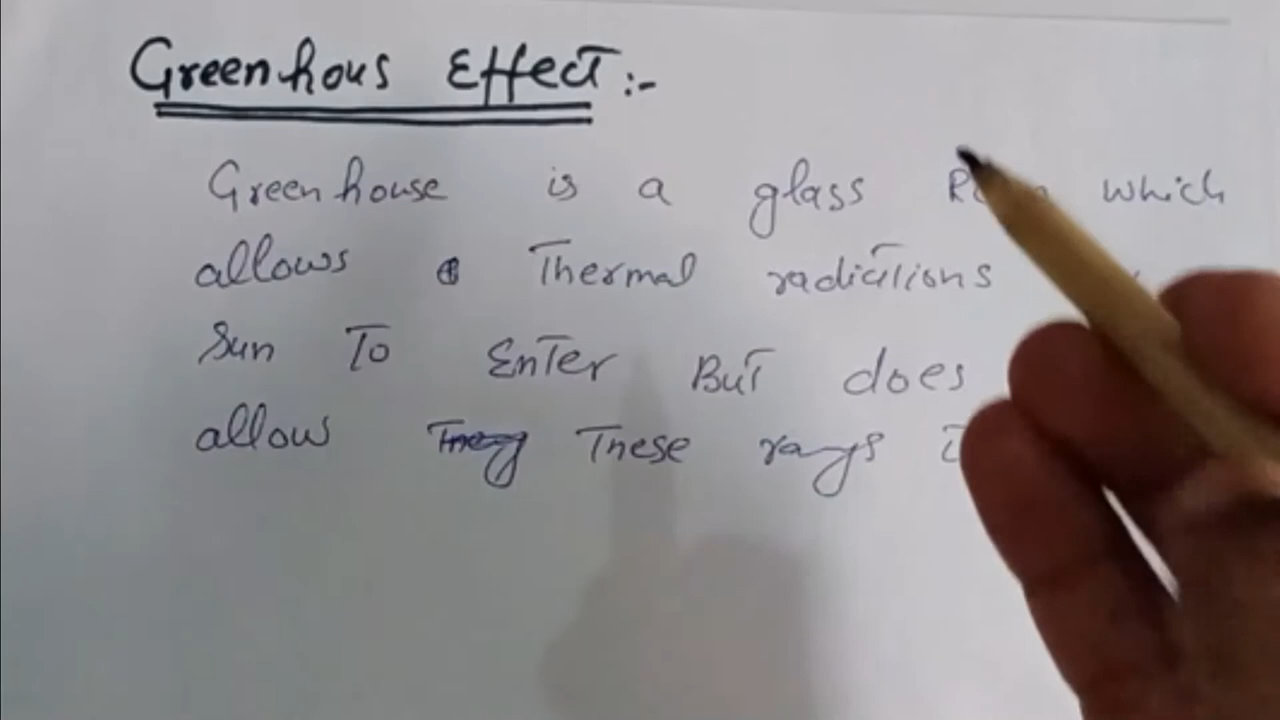 Greenhous Effect:-
Greenhouse is a glass which
allows Thermal radiations
Sun To Enter But does
allow These rays